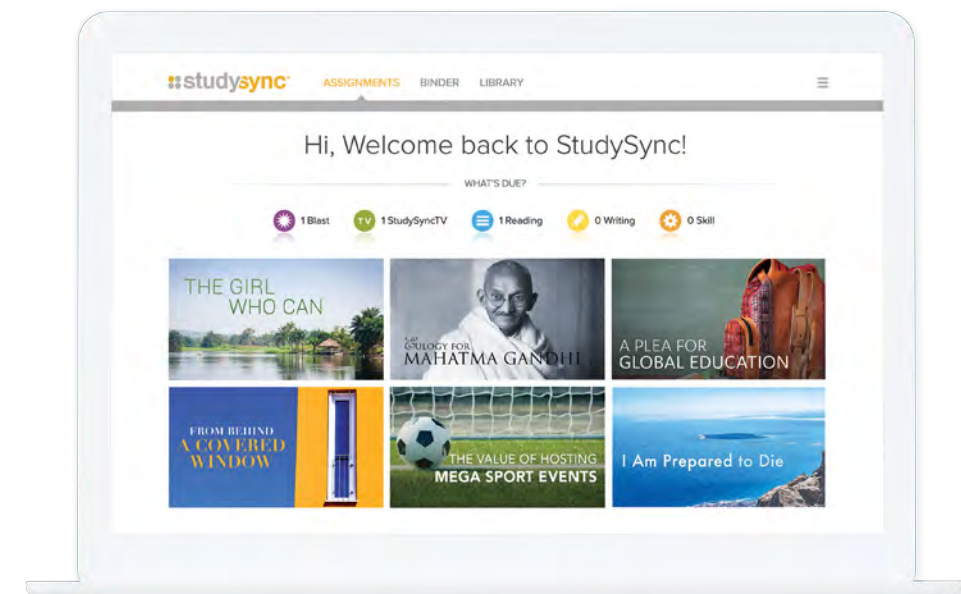 studysync
ASSIGNMENTS BINDER LIBRARY
Hi, Welcome back to StudySync!
WHAT'S DUE?
1 Blast TV 1 StudySyncTV 1 Reading 0 Writing 0 Skill
THE GIRL
WHO CAN
EULOGY FOR
MAHATMA GANDHI
A PLEA FOR
GLOBAL EDUCATION
FROM BEHIND
A COVERED
WINDOW
THE VALUE OF HOSTING
MEGA SPORT EVENTS
I Am Prepared to Die